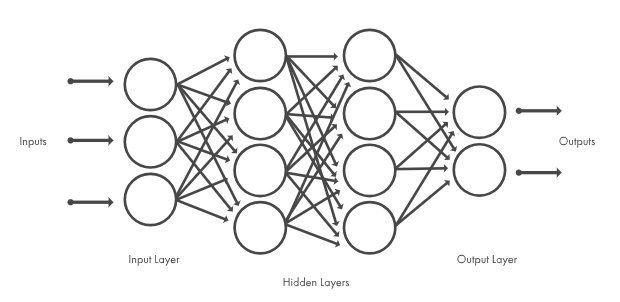 Inputs
Outputs
Input Layer
Output Layer
Hidden Layers